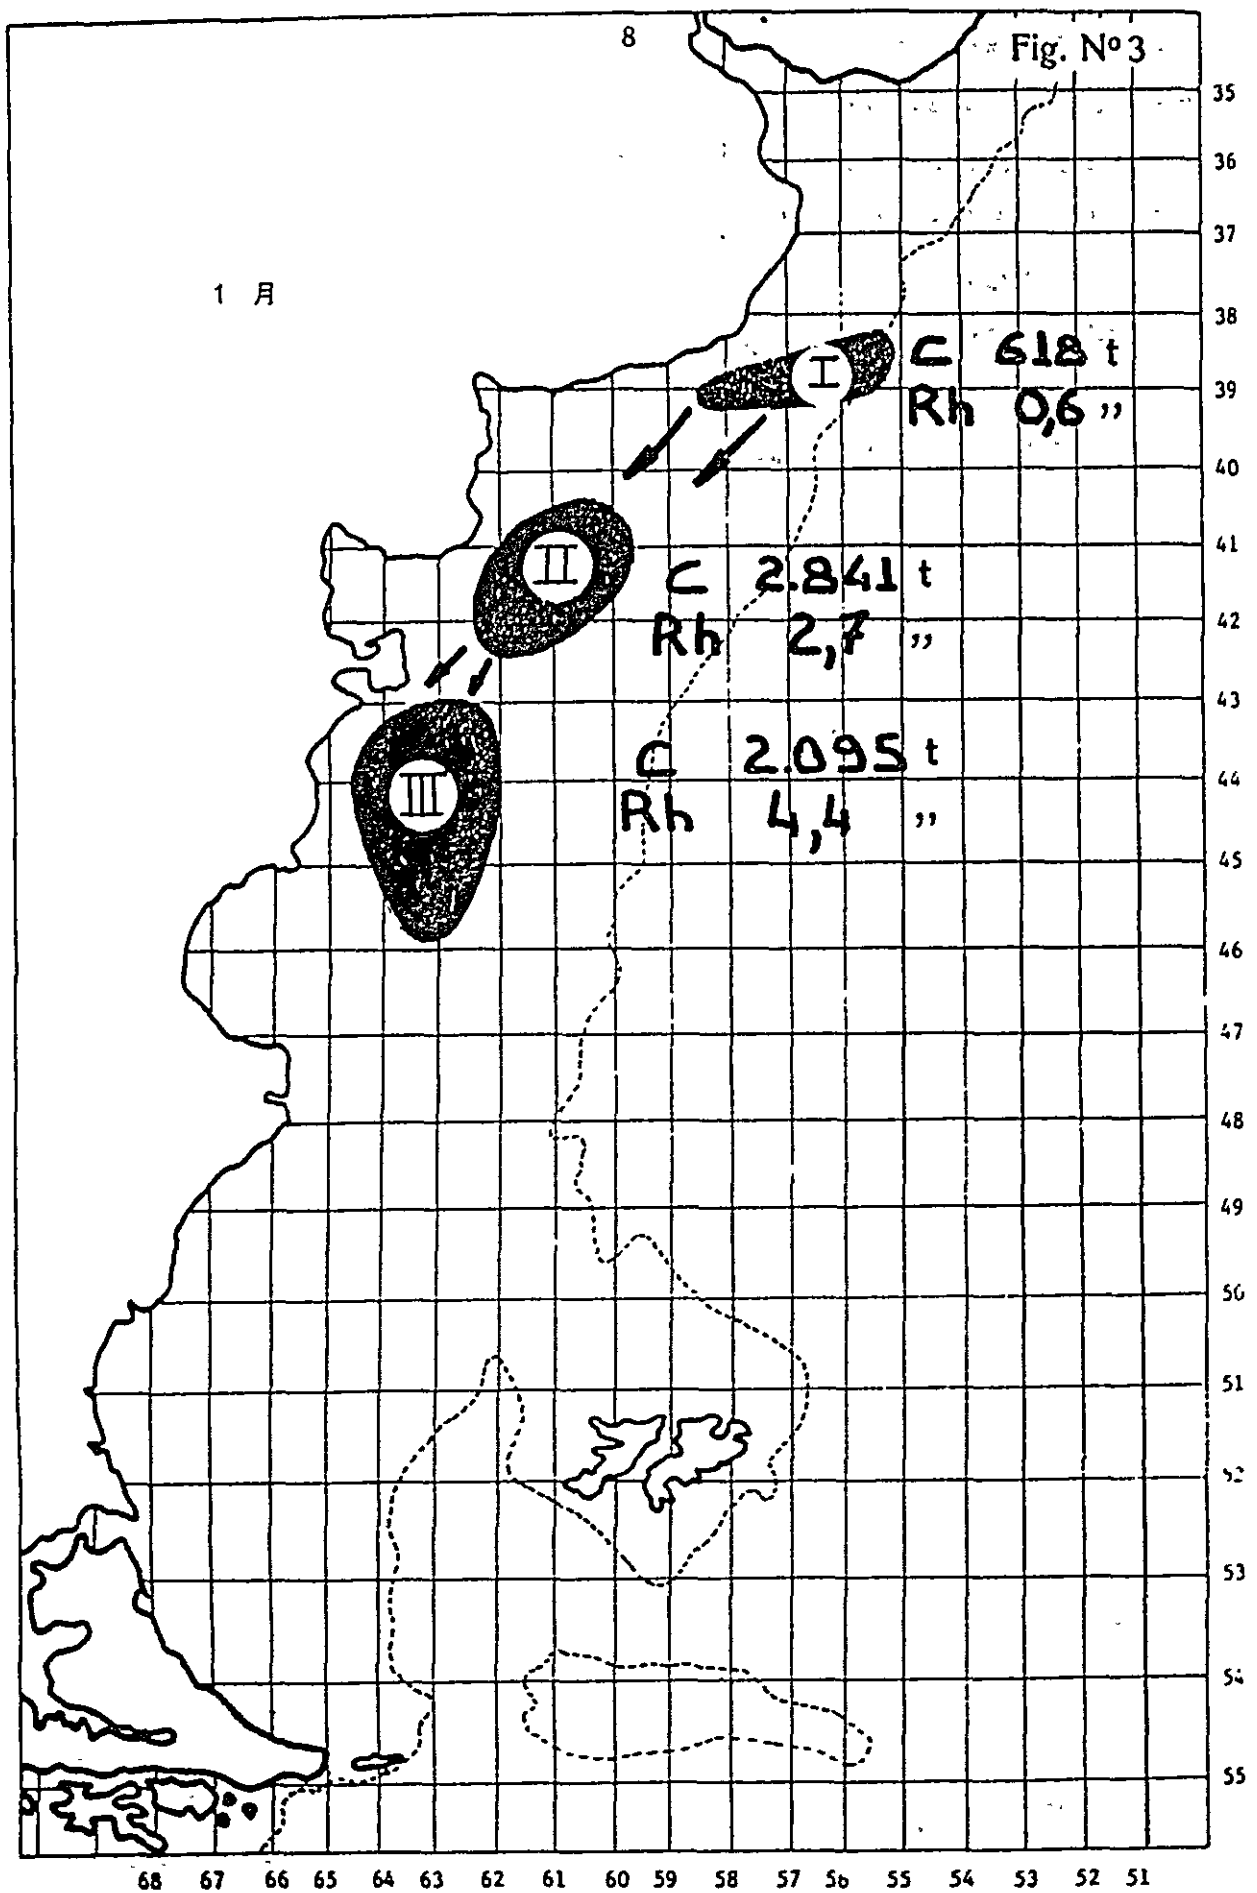 8
Fig. Nº 3
35
36
37
1 月
38
C 618 t
39
Rh 0,6 ,,
I
40
II
41
C 2.841 t
42
Rh 2,7 ,,
43
C 2.095 t
44
III
Rh 4,4 ,,
45
46
47
48
49
50
51
52
53
54
55
68 67 66 65 64 63 62 61 60 59 58 57 56 55 54 53 52 51